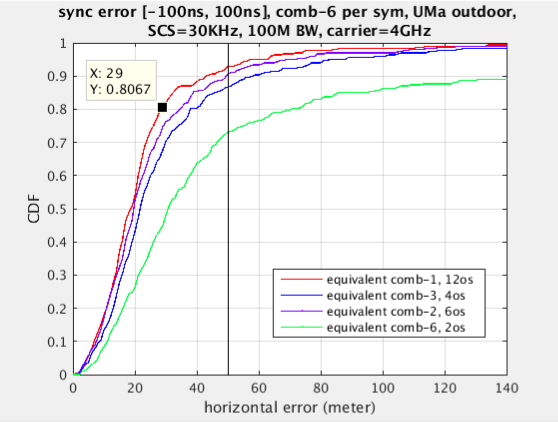 sync error [-100ns, 100ns], comb-6 per sym, UMa outdoor,
SCS=30KHz, 100M BW, carrier=4GHz
1
0.9
0.8
0.7
0.6
0.5
0.4
0.3
0.2
0.1
0
CDF
X: 29
Y: 0.8067
equivalent comb-1, 12os
equivalent comb-3, 4os
equivalent comb-2, 6os
equivalent comb-6, 2os
0 20 40 60 80 100 120 140
horizontal error (meter)